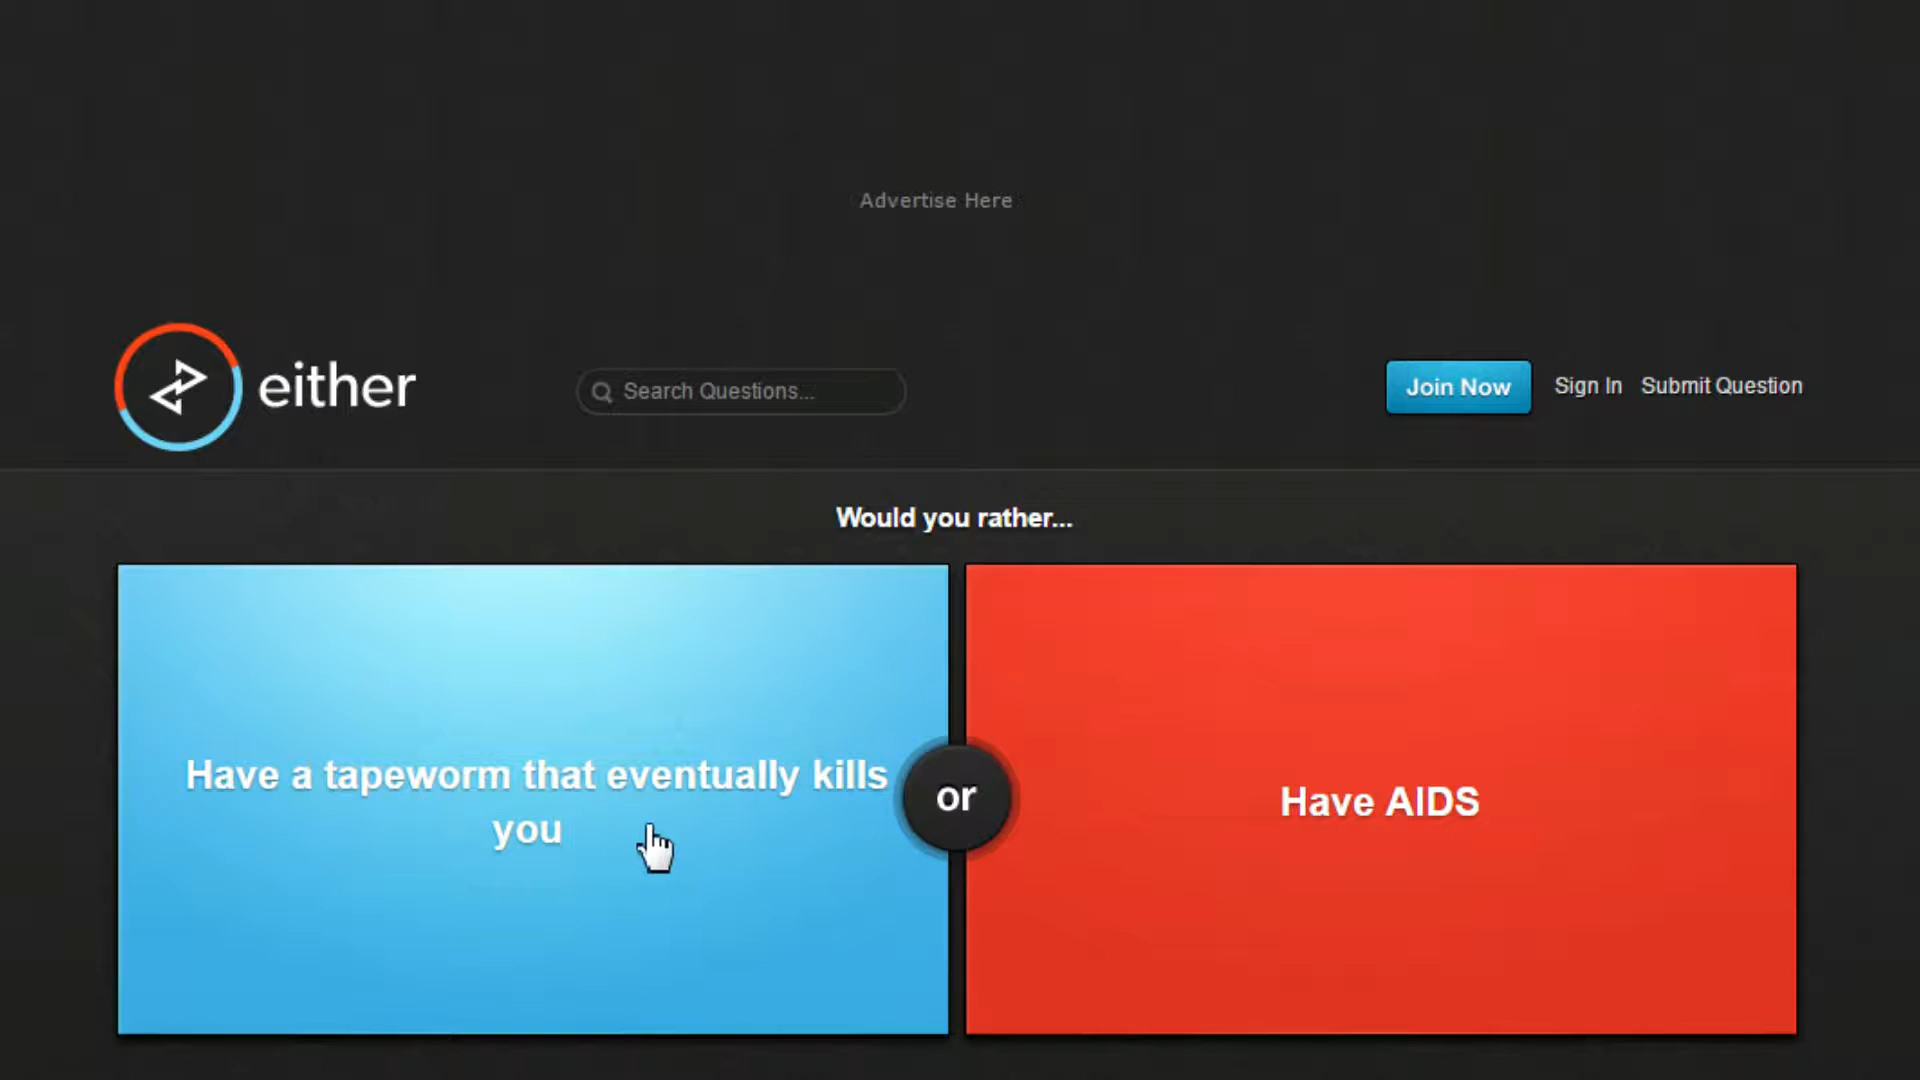 Advertise Here
either
Search Questions...
Join Now
Sign In
Submit Question
Would you rather...
Have a tapeworm that eventually kills
you
or
Have AIDS